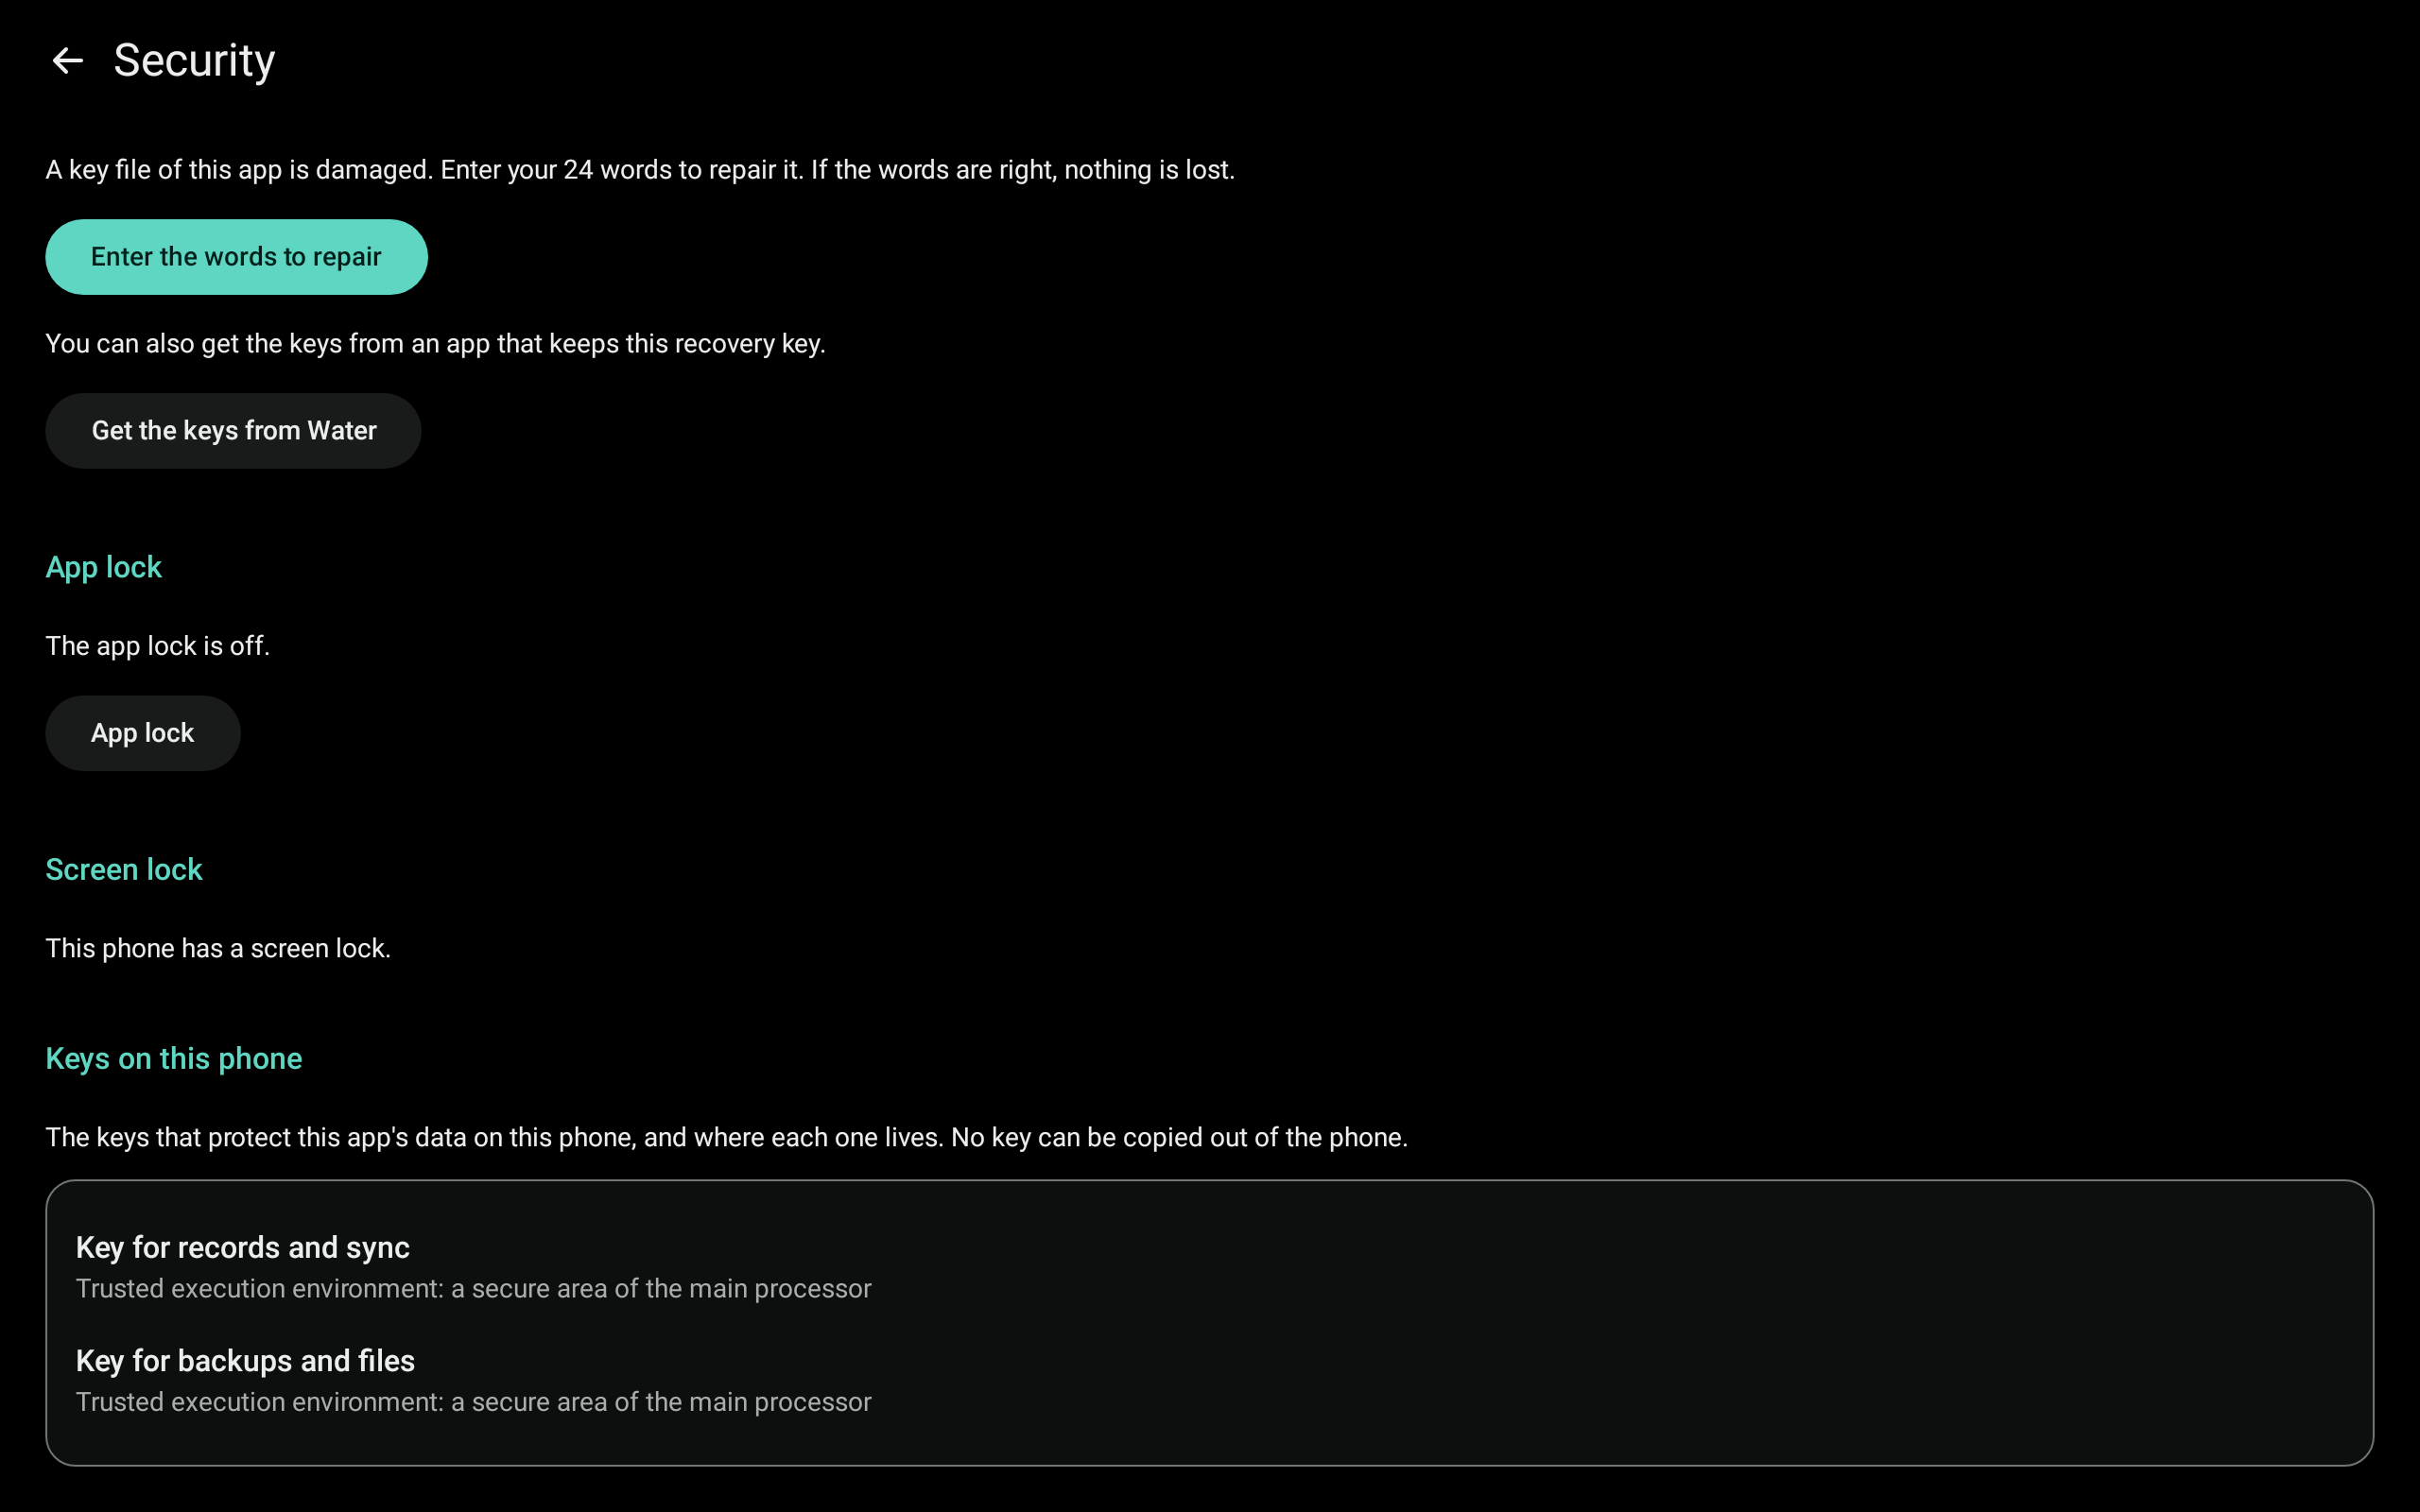 Security
A key file of this app is damaged. Enter your 24 words to repair it. If the words are right, nothing is lost.
Enter the words to repair
You can also get the keys from an app that keeps this recovery key.
Get the keys from Water
App lock
The app lock is off.
App lock
Screen lock
This phone has a screen lock.
Keys on this phone
The keys that protect this app's data on this phone, and where each one lives. No key can be copied out of the phone.
Key for records and sync
Trusted execution environment: a secure area of the main processor
Key for backups and files
Trusted execution environment: a secure area of the main processor